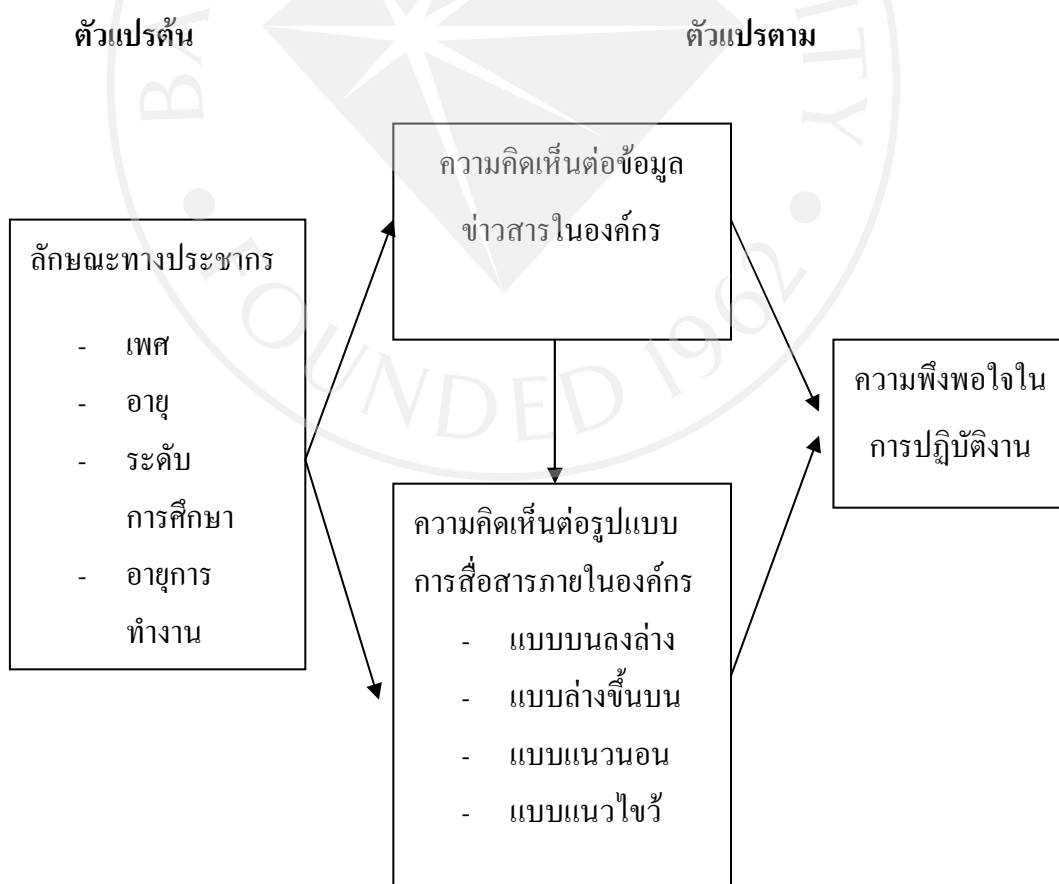 ตัวแปรต้น
ตัวแปรตาม
ความคิดเห็นต่อข้อมูล
ข่าวสารในองค์กร
ลักษณะทางประชากร
- เพศ
- อายุ
- ระดับ
การศึกษา
- อายุการ
ทำงาน
ความพึงพอใจใน
การปฏิบัติงาน
ความคิดเห็นต่อรูปแบบ
การสื่อสารภายในองค์กร
- แบบบนลงล่าง
- แบบล่างขึ้นบน
- แบบแนวนอน
- แบบแนวไขว้
BA
ITY
FOUNDED 1962